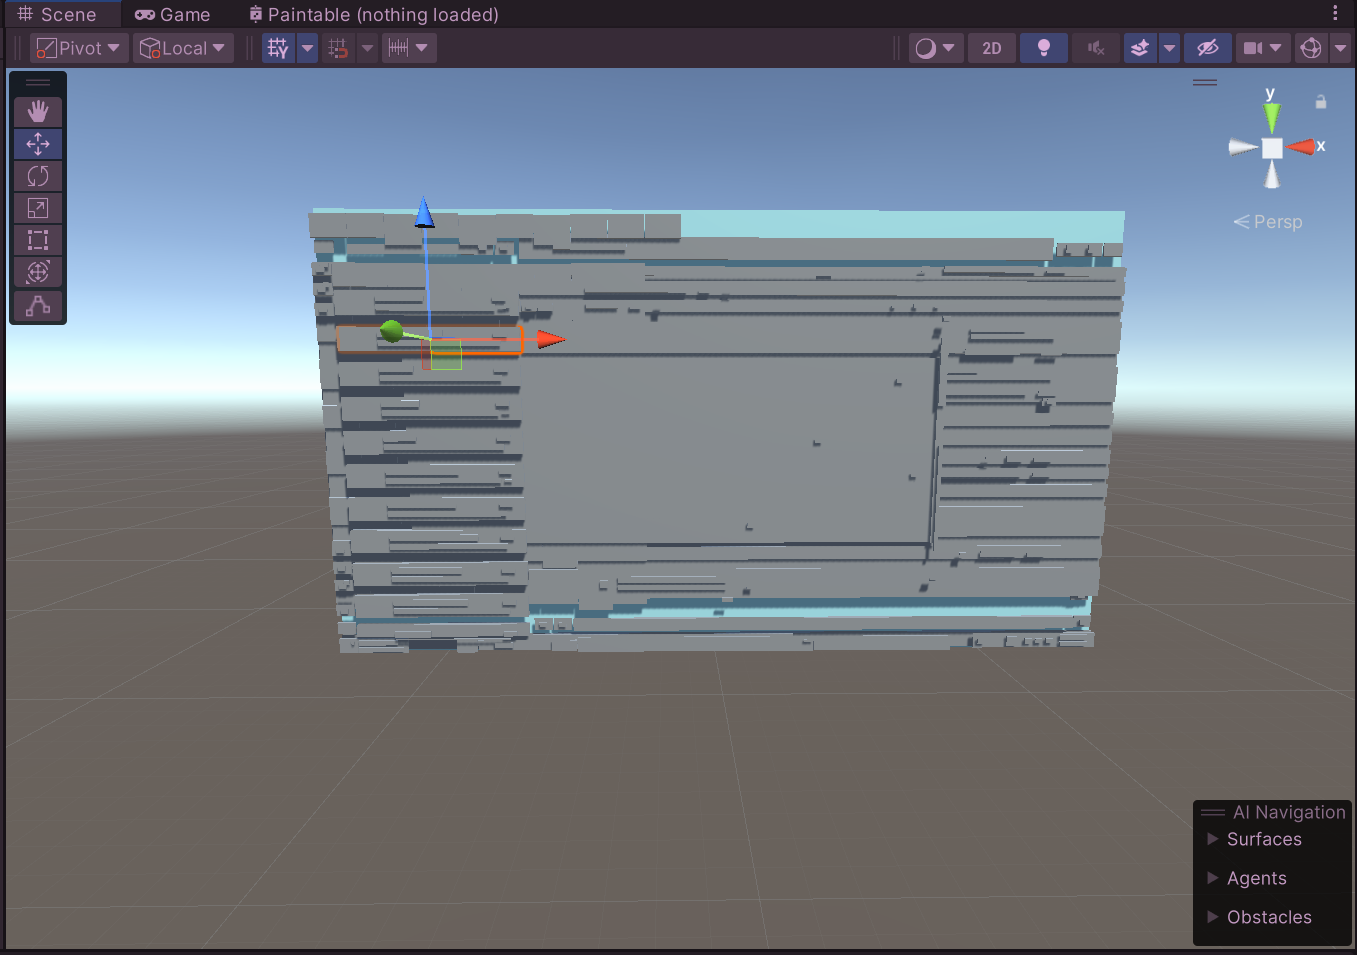 Scene
Game
Paintable (nothing loaded)
Pivot
Local
2D
y
x
Persp
AI Navigation
Surfaces
Agents
Obstacles